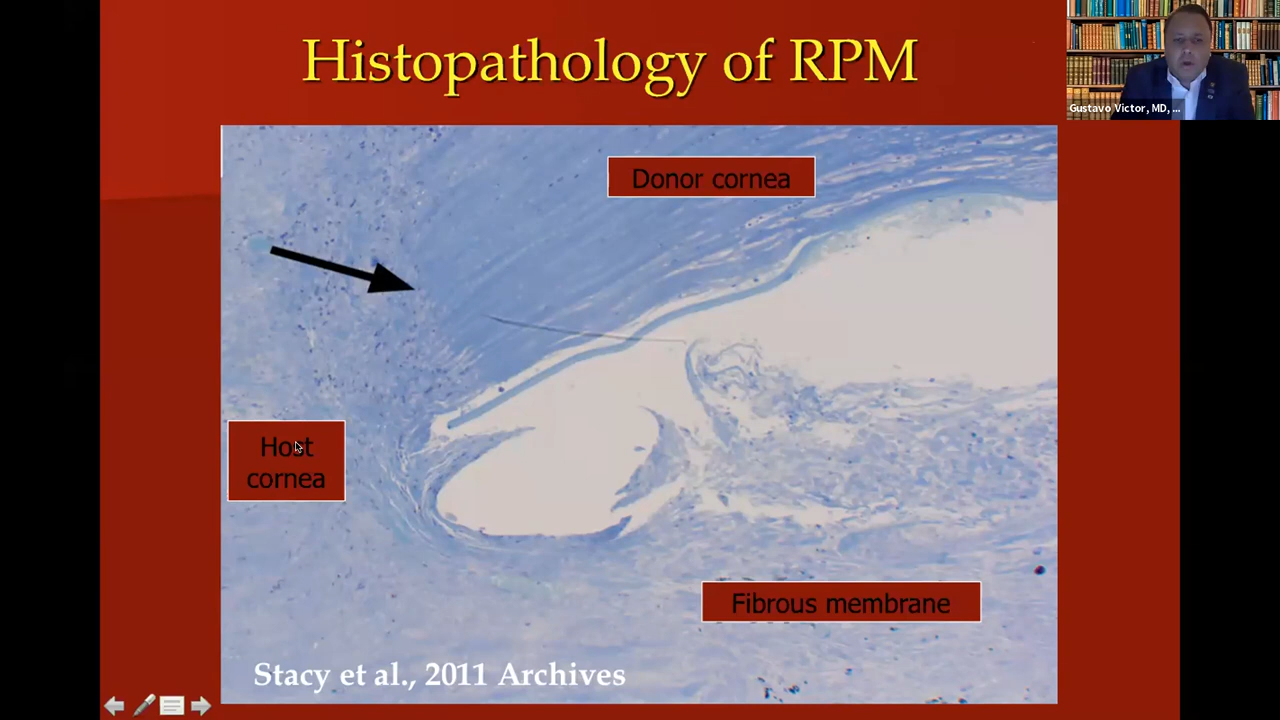 Histopathology of RPM
Gustavo Victor, MD, ...
Donor cornea
Host
cornea
Fibrous membrane
Stacy et al., 2011 Archives